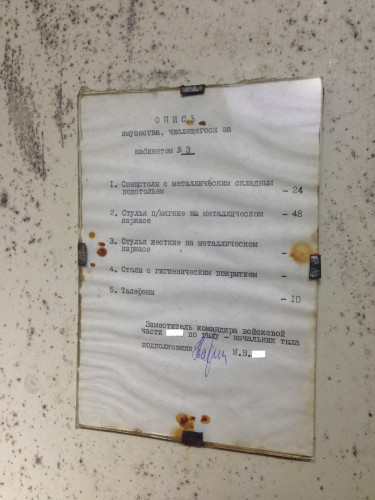 О П И С Ь
имущества, числящегося за
кабинетом № 3
1. Спецстолы с металлическим складным
подстольем – 24
2. Стулья п/мягкие на металлическом
каркасе – 48
3. Стулья жесткие на металлическом
каркасе –
4. Столы с гигиеническим покрытием –
5. Телефоны – 10
Заместитель командира войсковой
части по тылу – начальник тыла
подполковник М.Н.